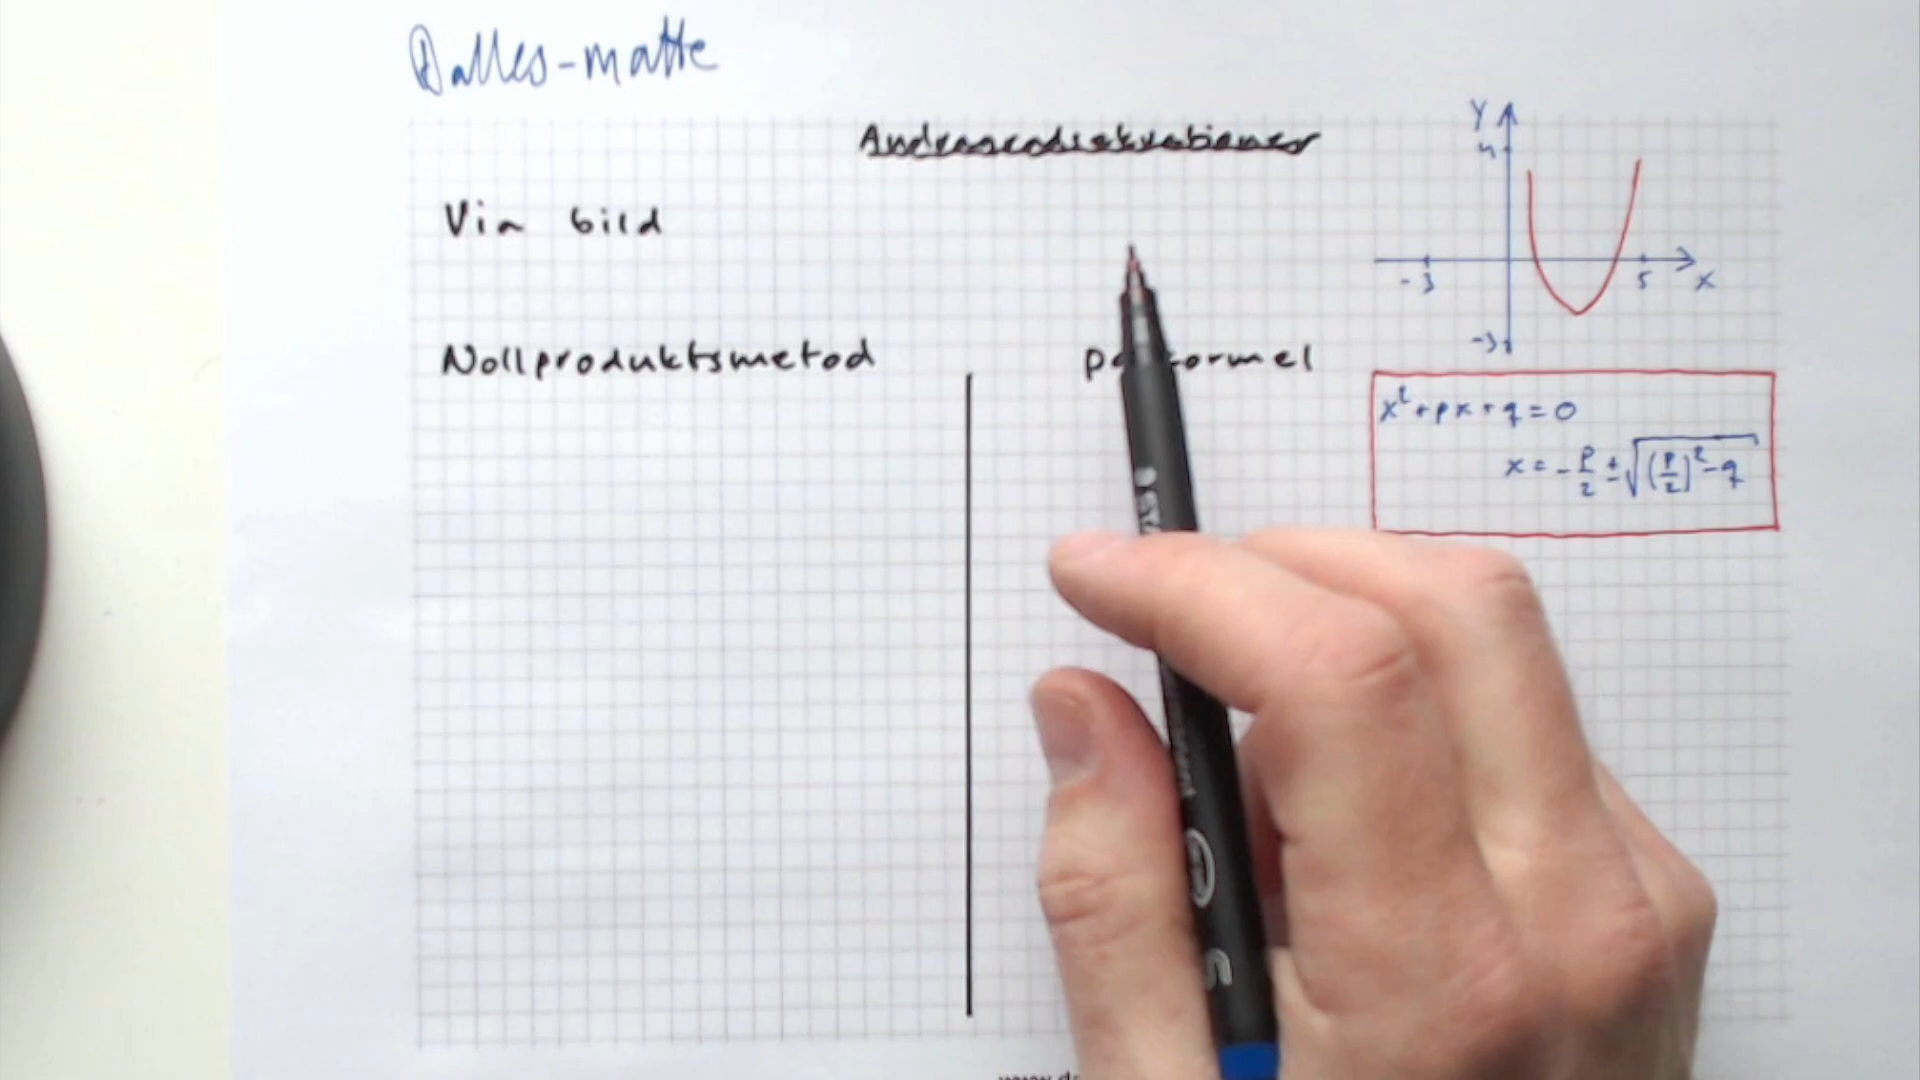 Dalles-matte
Andragradsekvationer
Via bild
Nollproduktsmetod
Y
4
-3
5
x
-3
x²+px+q=0
x=-p/2±√((p/2)²-q)